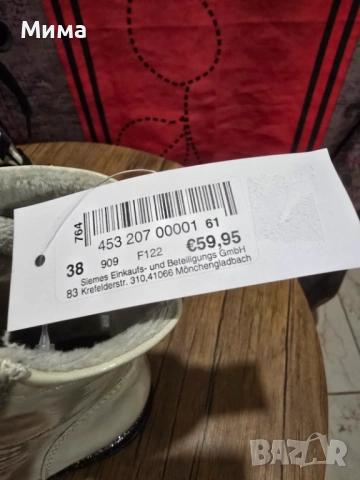 Мима
764
453 207 00001 61
38 909 F122 €59,95
Siemes Einkaufs- und Beteiligungs GmbH
83 Krefelderstr. 310,41066 Mönchengladbach
BAZAR
bg